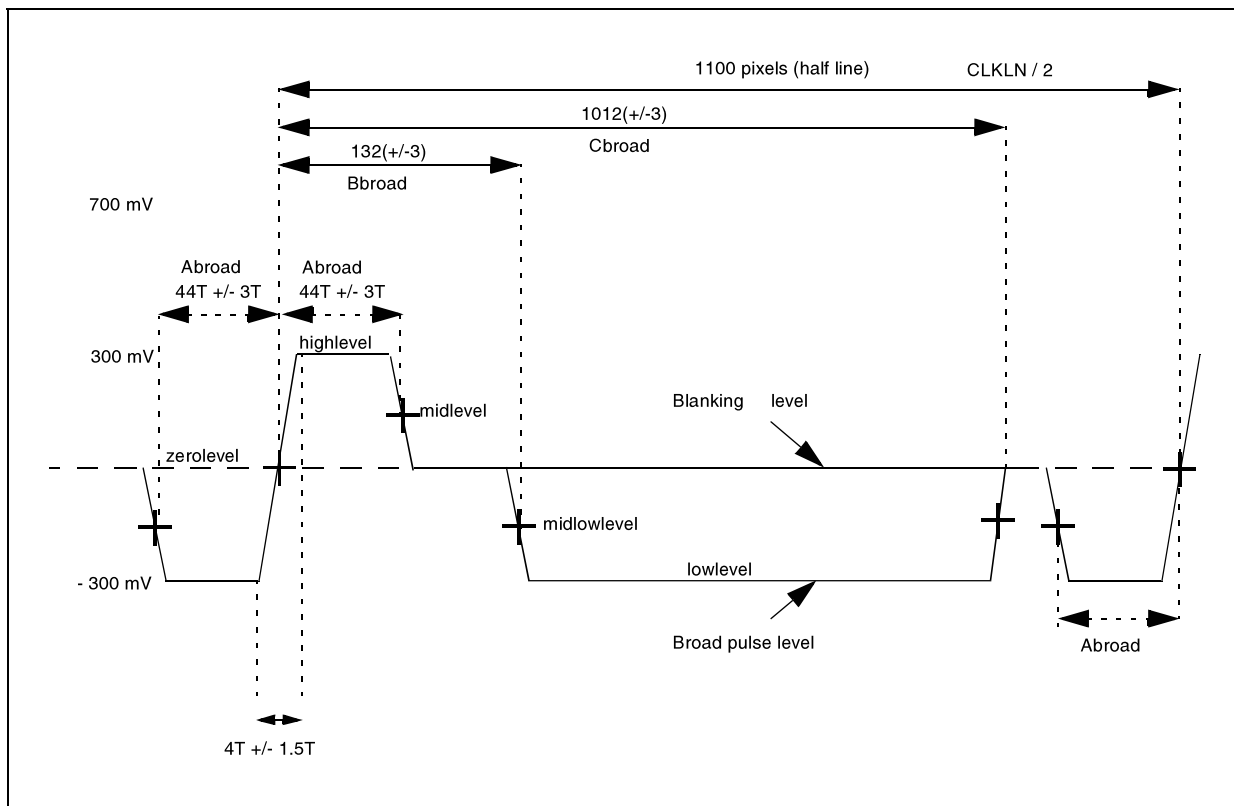 1100 pixels (half line) CLKLN / 2
1012(+/-3)
Cbroad
132(+/-3)
Bbroad
700 mV
Abroad Abroad
44T +/- 3T 44T +/- 3T
highlevel
300 mV
midlevel
Blanking level
zerolevel
midlowlevel
lowlevel
- 300 mV
Broad pulse level
Abroad
4T +/- 1.5T